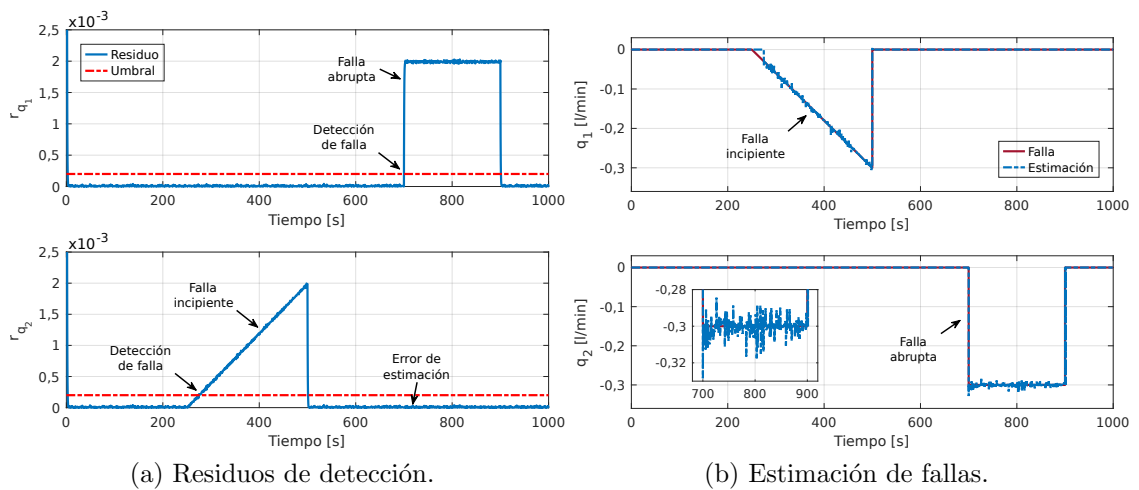 x10⁻³
2,5
2
1,5
1
0,5
0
r_q₁
Residuo
Umbral
Falla
abrupta
Detección
de falla
0 200 400 600 800 1000
Tiempo [s]
x10⁻³
2,5
2
1,5
1
0,5
0
r_q₂
Falla
incipiente
Detección
de falla
Error de
estimación
0 200 400 600 800 1000
Tiempo [s]
(a) Residuos de detección.
0
-0,1
-0,2
-0,3
q₁ [l/min]
Falla
incipiente
Falla
Estimación
0 200 400 600 800 1000
Tiempo [s]
0
-0,1
-0,2
-0,3
-0,4
q₂ [l/min]
-0,28
-0,3
-0,32
700 800 900
Falla
abrupta
0 200 400 600 800 1000
Tiempo [s]
(b) Estimación de fallas.